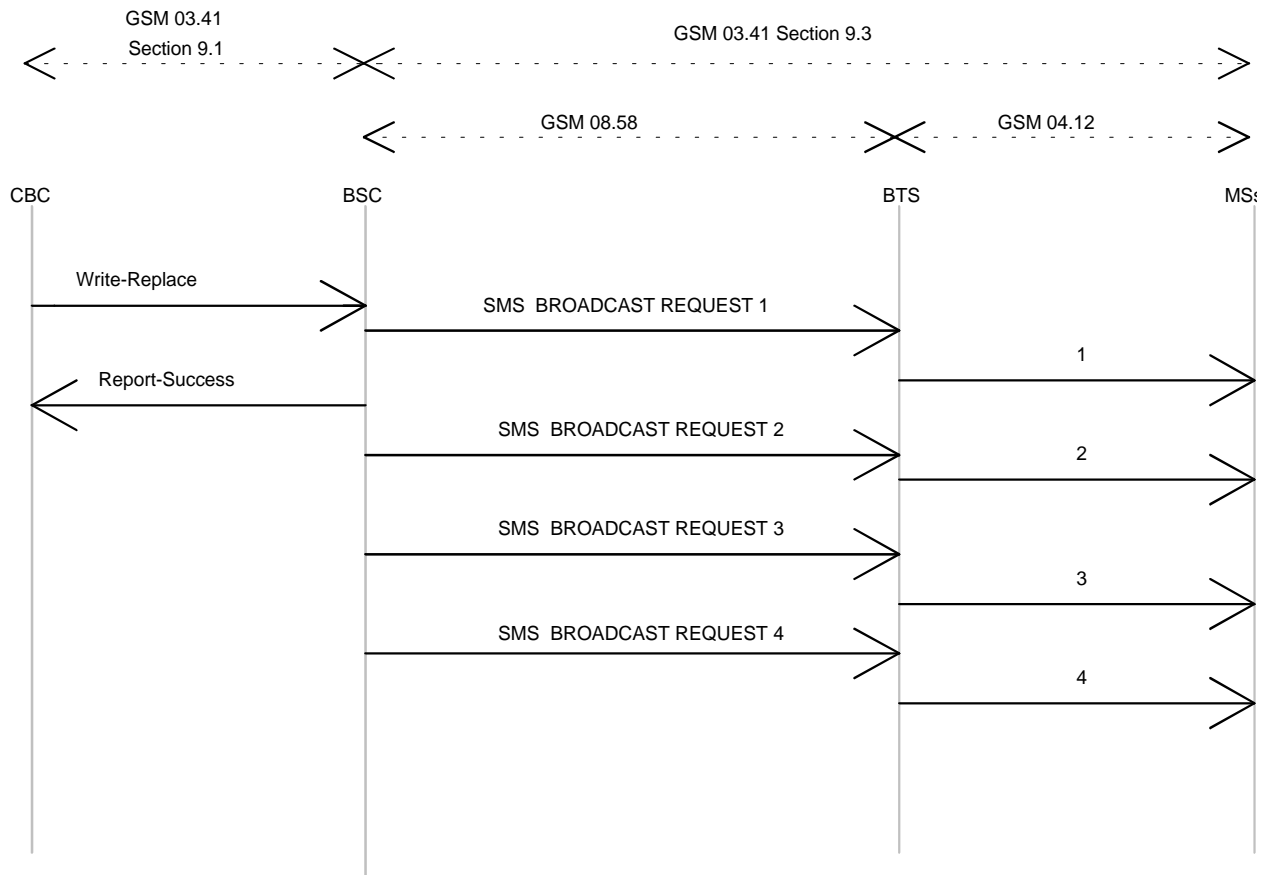 GSM 03.41
Section 9.1
GSM 03.41 Section 9.3
GSM 08.58
GSM 04.12
CBC
BSC
BTS
MSs
Write-Replace
SMS BROADCAST REQUEST 1
1
Report-Success
SMS BROADCAST REQUEST 2
2
SMS BROADCAST REQUEST 3
3
SMS BROADCAST REQUEST 4
4